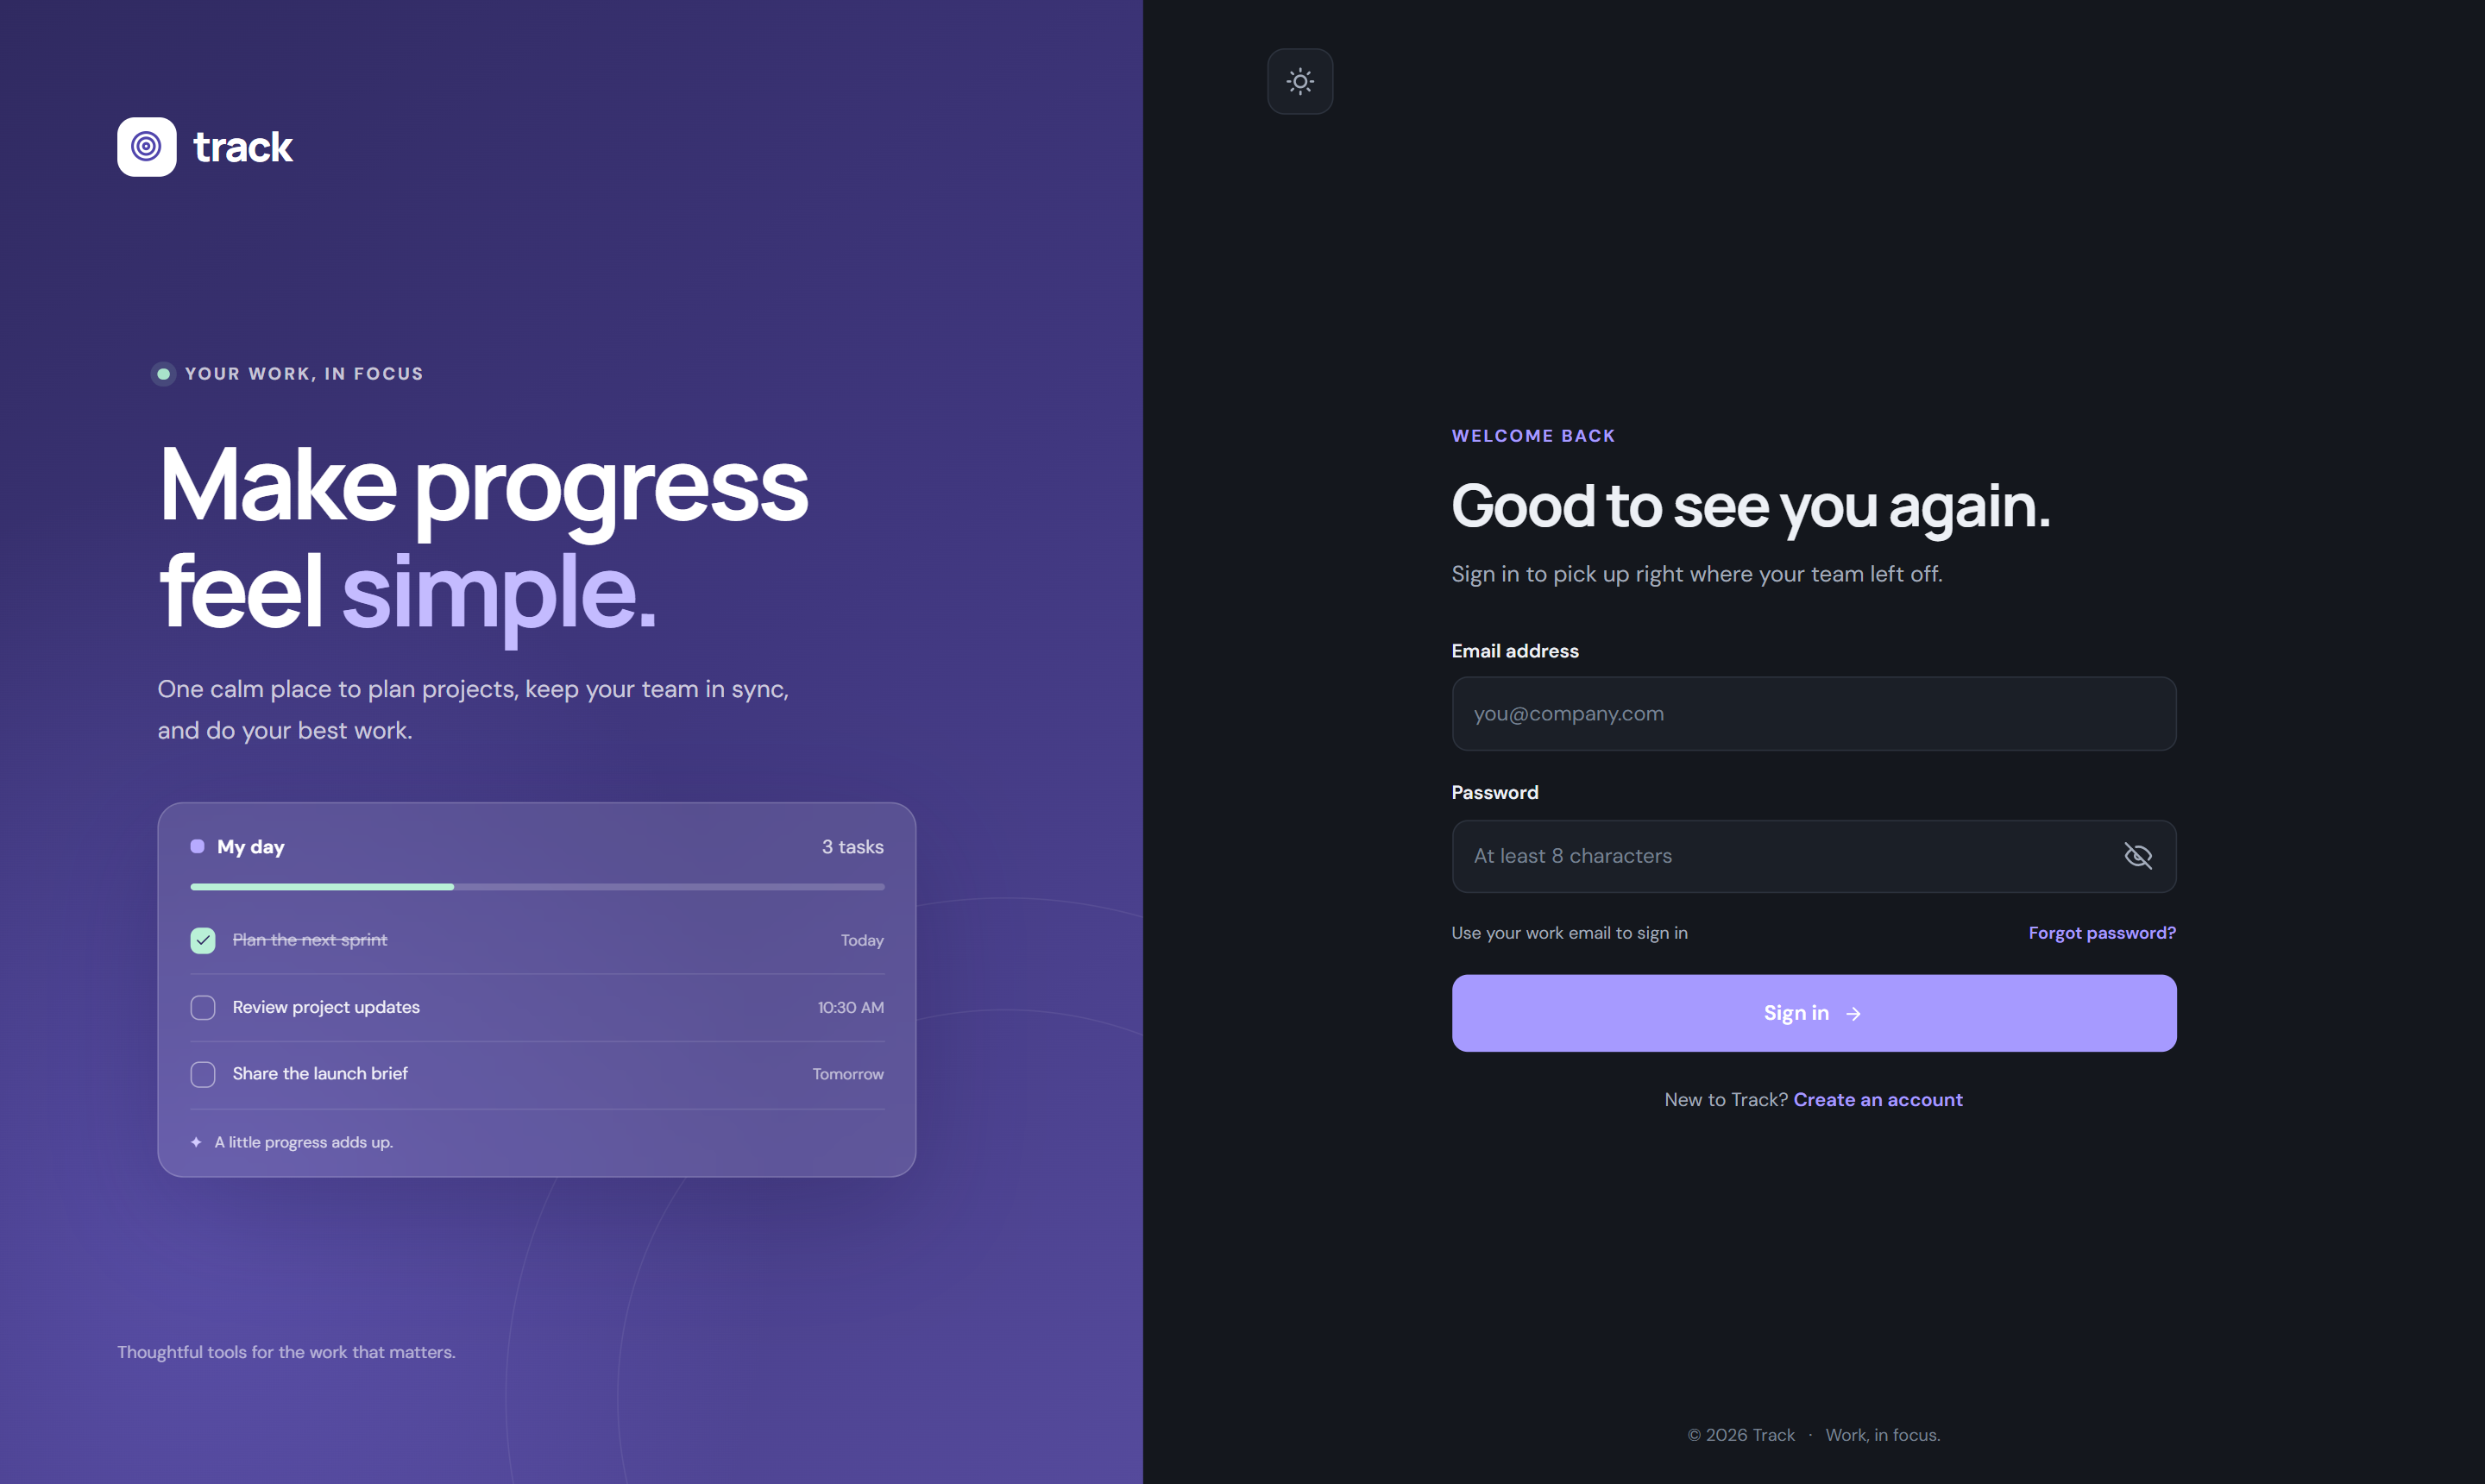 track
YOUR WORK, IN FOCUS
Make progress
feel simple.
One calm place to plan projects, keep your team in sync,
and do your best work.
My day
3 tasks
Plan the next sprint
Today
Review project updates
10:30 AM
Share the launch brief
Tomorrow
A little progress adds up.
Thoughtful tools for the work that matters.
WELCOME BACK
Good to see you again.
Sign in to pick up right where your team left off.
Email address
you@company.com
Password
At least 8 characters
Use your work email to sign in
Forgot password?
Sign in
New to Track? Create an account
© 2026 Track · Work, in focus.